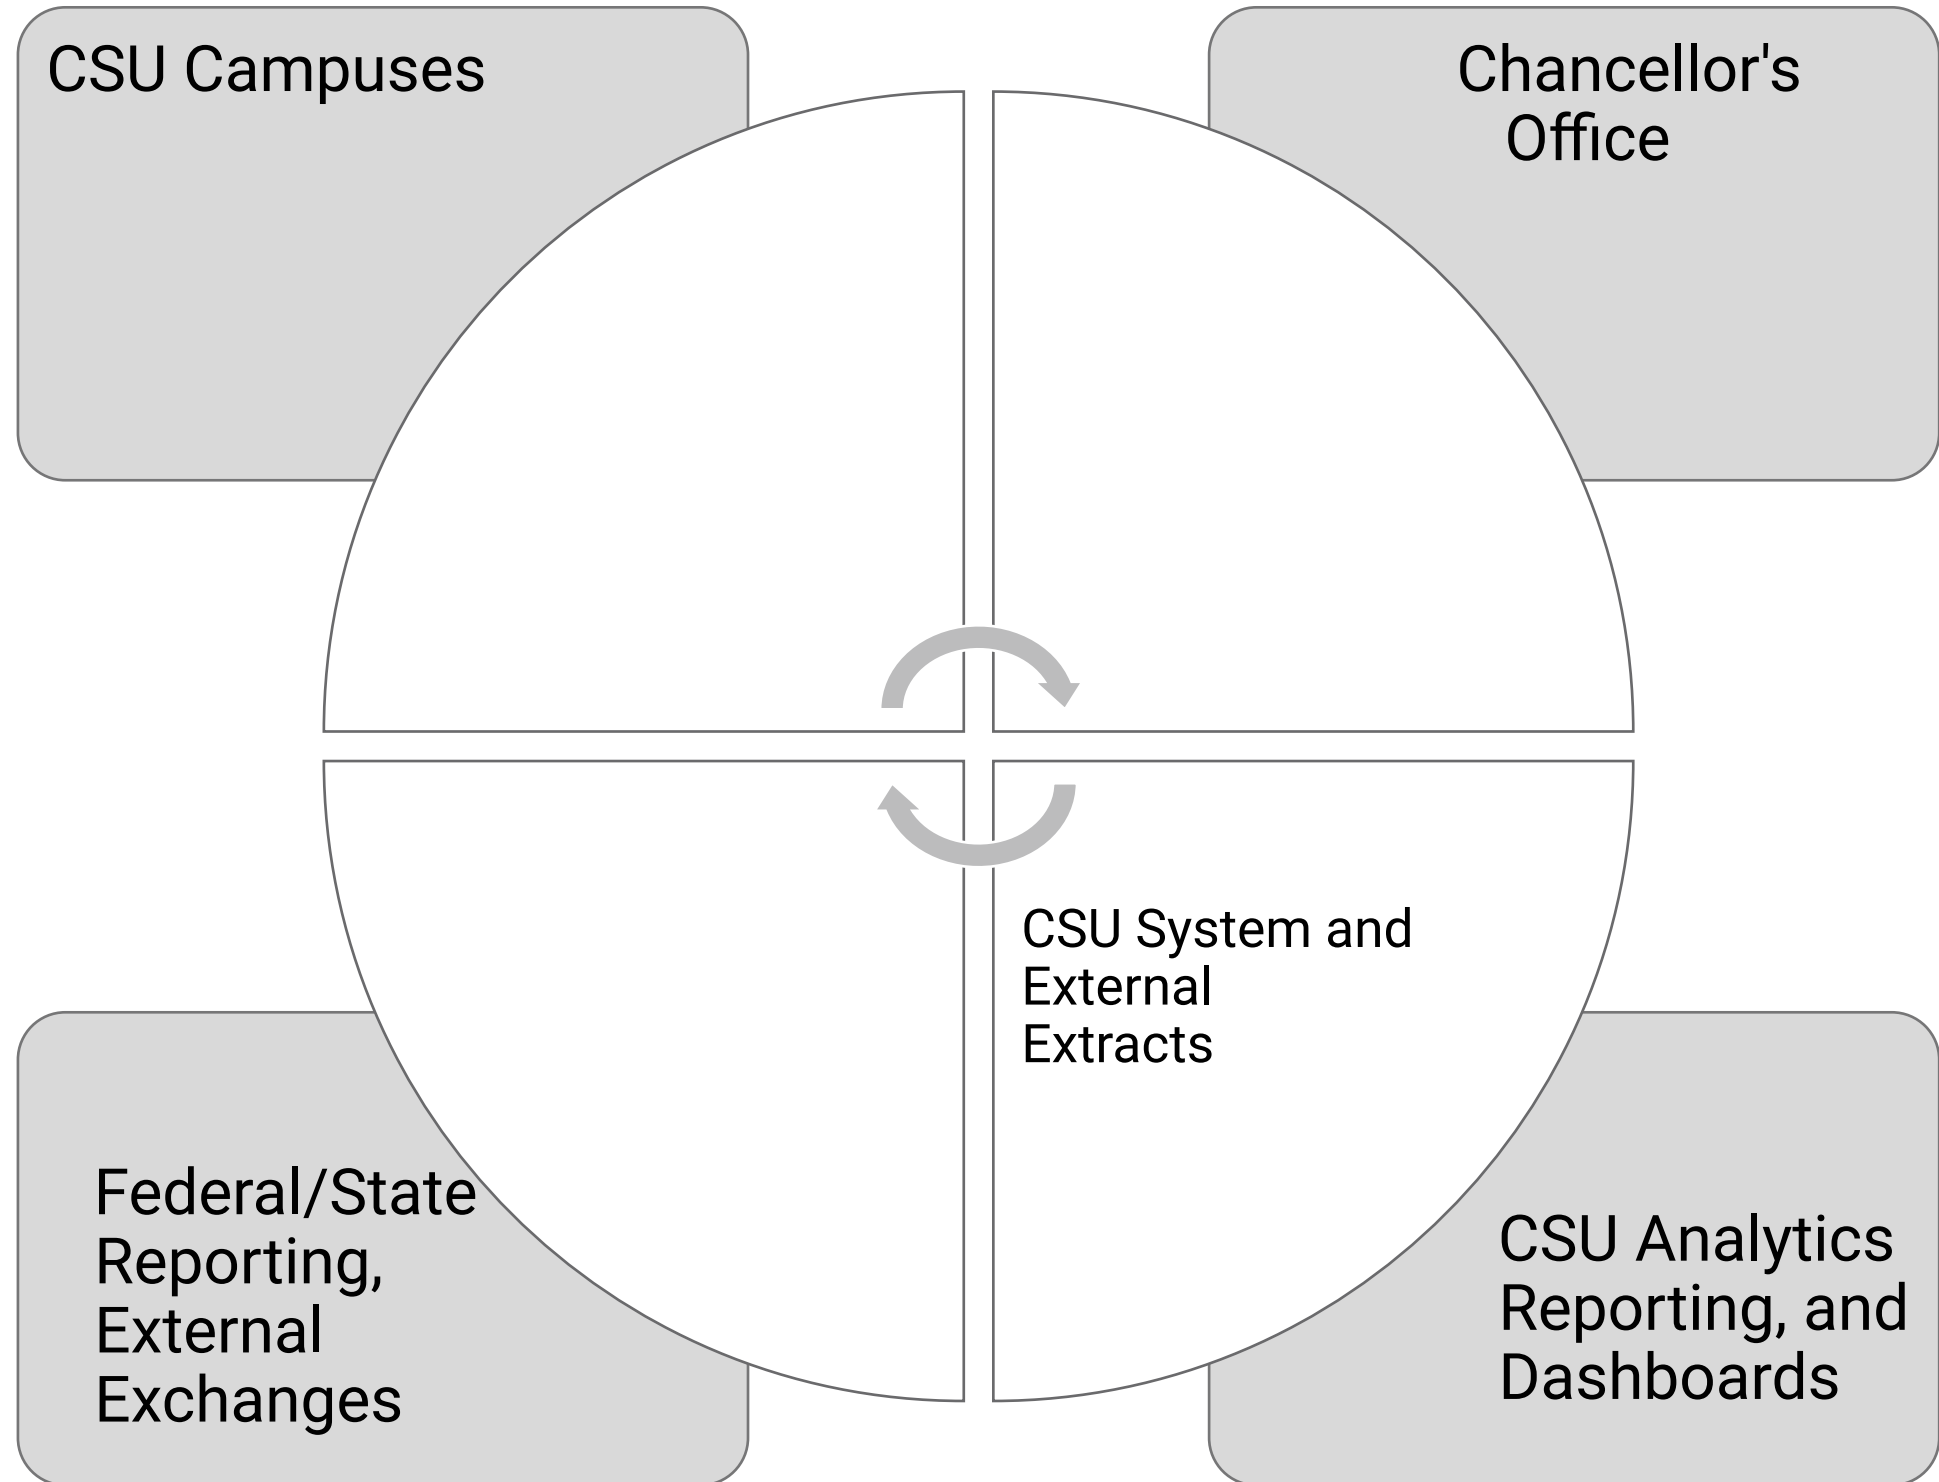 CSU Campuses
Chancellor's
Office
CSU System and
External
Extracts
Federal/State
Reporting,
External
Exchanges
CSU Analytics
Reporting, and
Dashboards